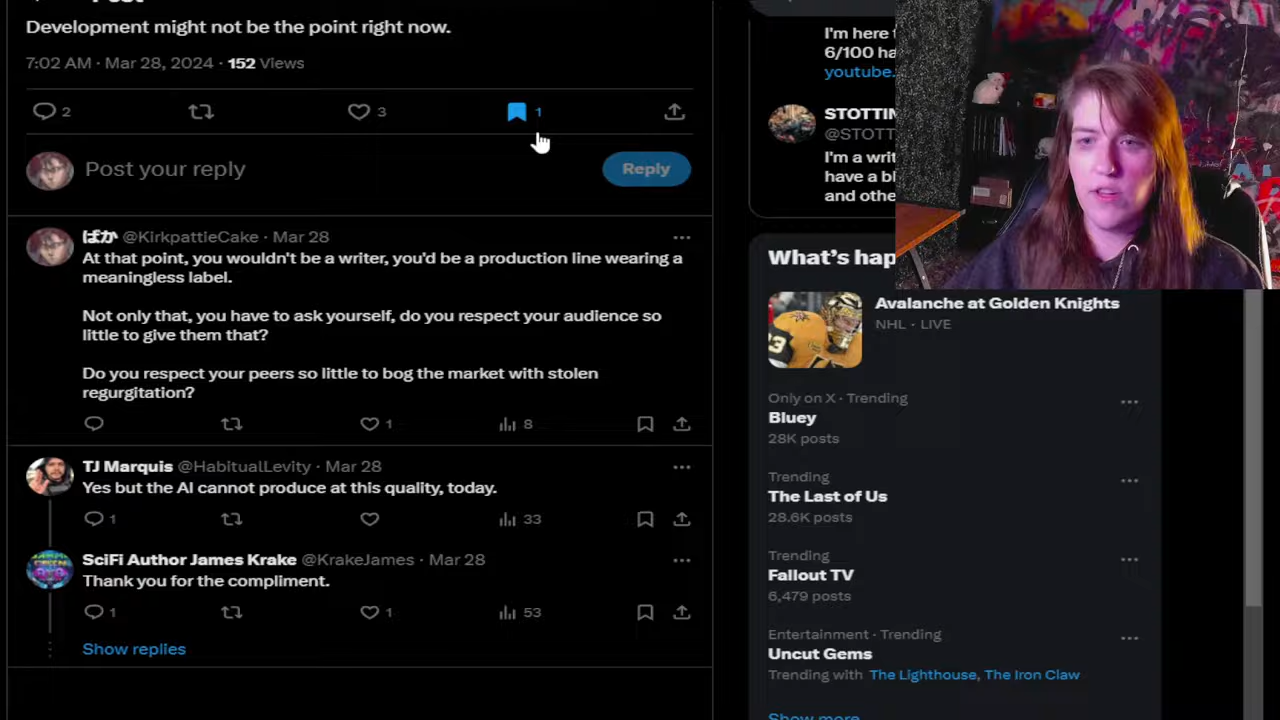 Development might not be the point right now.
7:02 AM · Mar 28, 2024 · 152 Views
2
3
1
Post your reply
Reply
ばか @KirkpattieCake · Mar 28
At that point, you wouldn't be a writer, you'd be a production line wearing a
meaningless label.
Not only that, you have to ask yourself, do you respect your audience so
little to give them that?
Do you respect your peers so little to bog the market with stolen
regurgitation?
1
8
TJ Marquis @HabitualLevity · Mar 28
Yes but the AI cannot produce at this quality, today.
1
33
SciFi Author James Krake @KrakeJames · Mar 28
Thank you for the compliment.
1
1
53
Show replies
I'm here
6/100
youtube.
STOTTIN
@STOTT
I'm a writ
have a bl
and othe
What's hap
Avalanche at Golden Knights
NHL · LIVE
Only on X · Trending
Bluey
28K posts
Trending
The Last of Us
28.6K posts
Trending
Fallout TV
6,479 posts
Entertainment · Trending
Uncut Gems
Trending with The Lighthouse, The Iron Claw
Show more